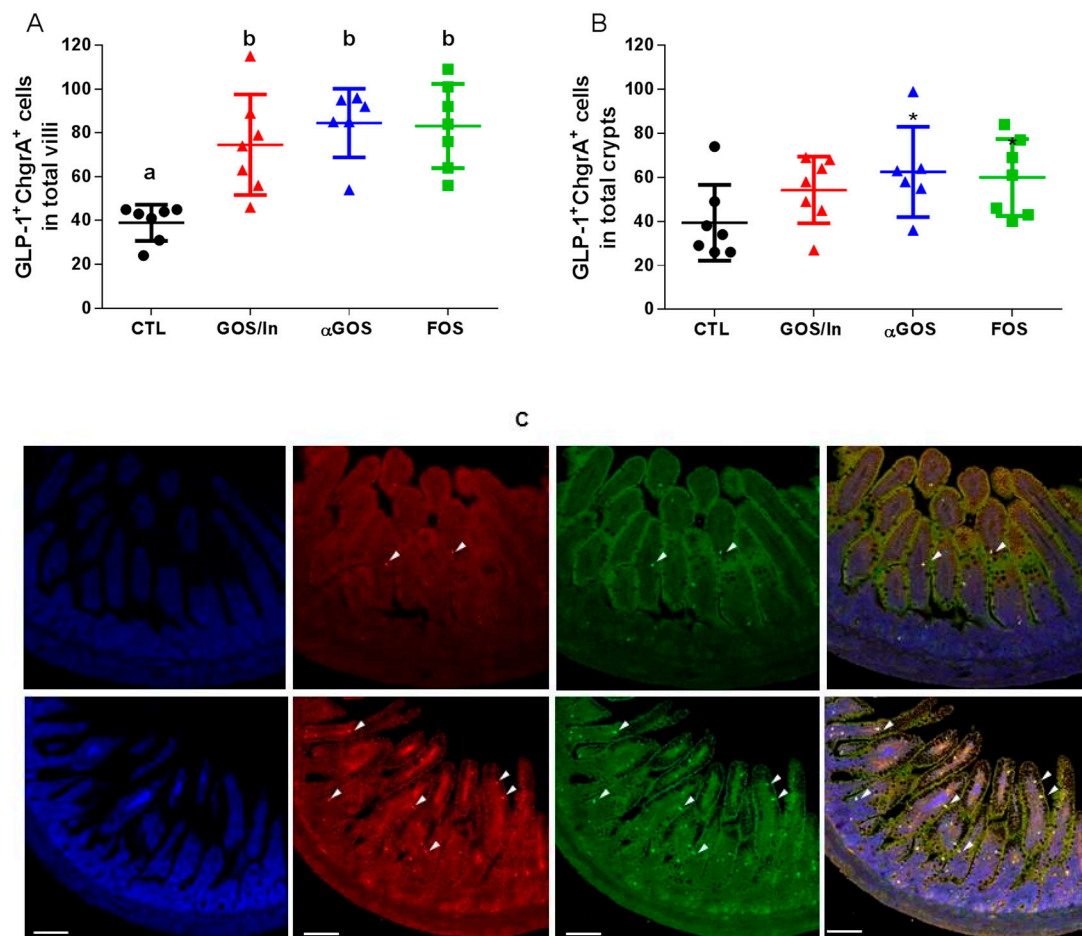 A
GLP-1⁺ChgrA⁺ cells
in total villi
120
100
80
60
40
20
0
a
b
b
b
CTL
GOS/In
αGOS
FOS
B
GLP-1⁺ChgrA⁺ cells
in total crypts
120
100
80
60
40
20
0
*
*
CTL
GOS/In
αGOS
FOS
C